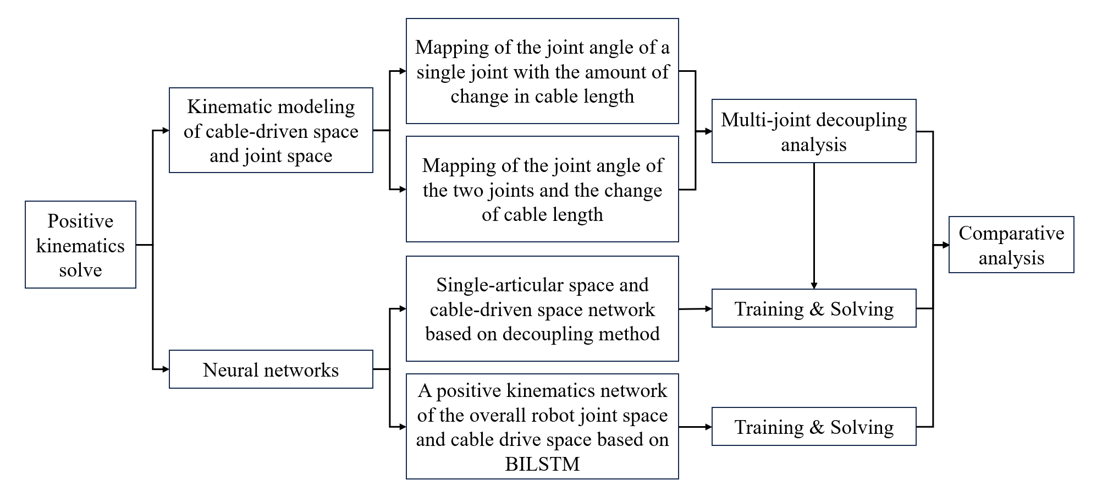 Positive
kinematics
solve
Kinematic modeling
of cable-driven space
and joint space
Neural networks
Mapping of the joint angle of a
single joint with the amount of
change in cable length
Mapping of the joint angle of
the two joints and the change
of cable length
Single-articular space and
cable-driven space network
based on decoupling method
A positive kinematics network
of the overall robot joint space
and cable drive space based on
BILSTM
Multi-joint decoupling
analysis
Training & Solving
Training & Solving
Comparative
analysis